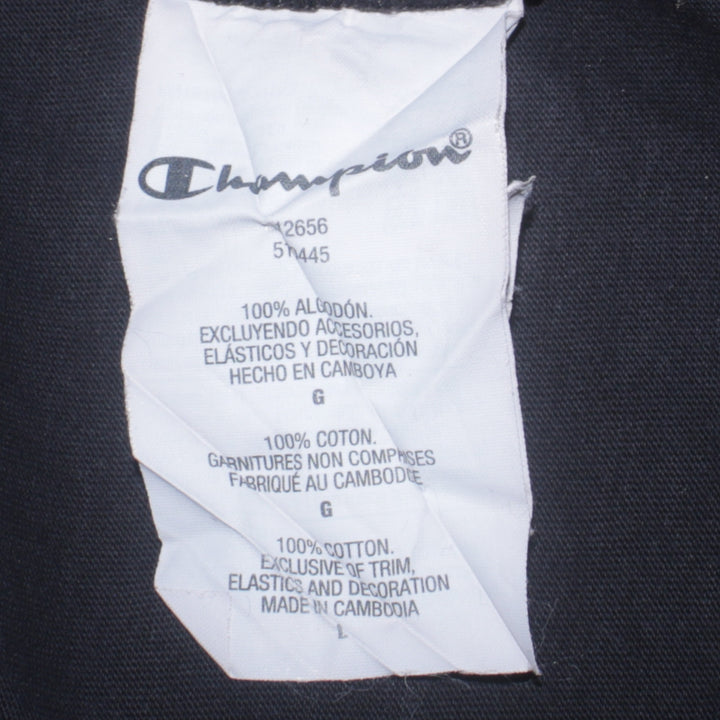 Champion®
12656
51445
100% ALGODÓN.
EXCLUYENDO ACCESORIOS,
ELÁSTICOS Y DECORACIÓN
HECHO EN CAMBOYA
G
100% COTON.
GARNITURES NON COMPRISES
FABRIQUÉ AU CAMBODGE
G
100% COTTON.
EXCLUSIVE OF TRIM,
ELASTICS AND DECORATION
MADE IN CAMBODIA
L